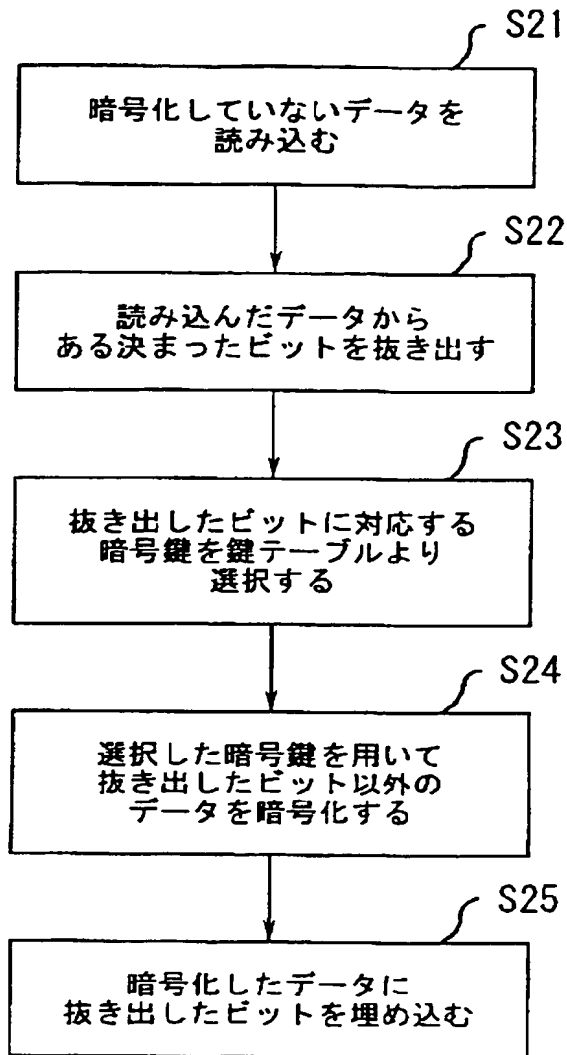 S21
暗号化していないデータを
読み込む
S22
読み込んだデータから
ある決まったビットを抜き出す
S23
抜き出したビットに対応する
暗号鍵を鍵テーブルより
選択する
S24
選択した暗号鍵を用いて
抜き出したビット以外の
データを暗号化する
S25
暗号化したデータに
抜き出したビットを埋め込む